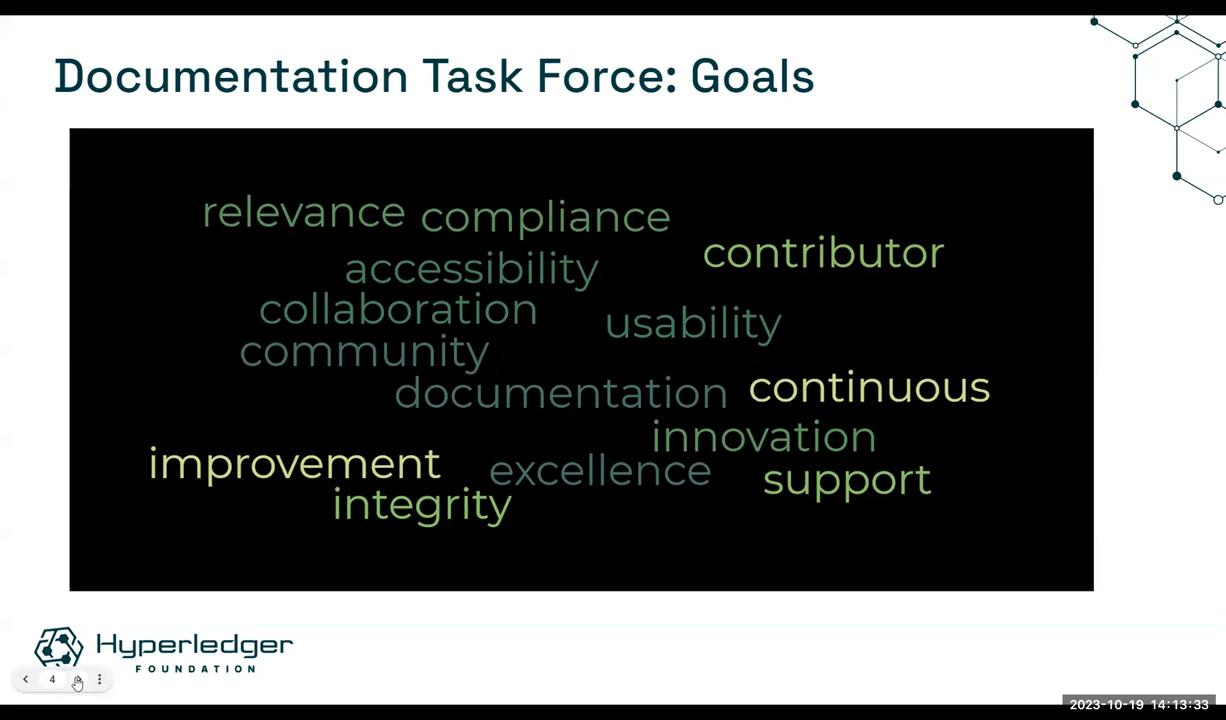 Documentation Task Force: Goals
relevance compliance
contributor
accessibility
collaboration
usability
community
documentation continuous
innovation
improvement excellence support
integrity
Hyperledger
FOUNDATION
4
2023-10-19 14:13:33